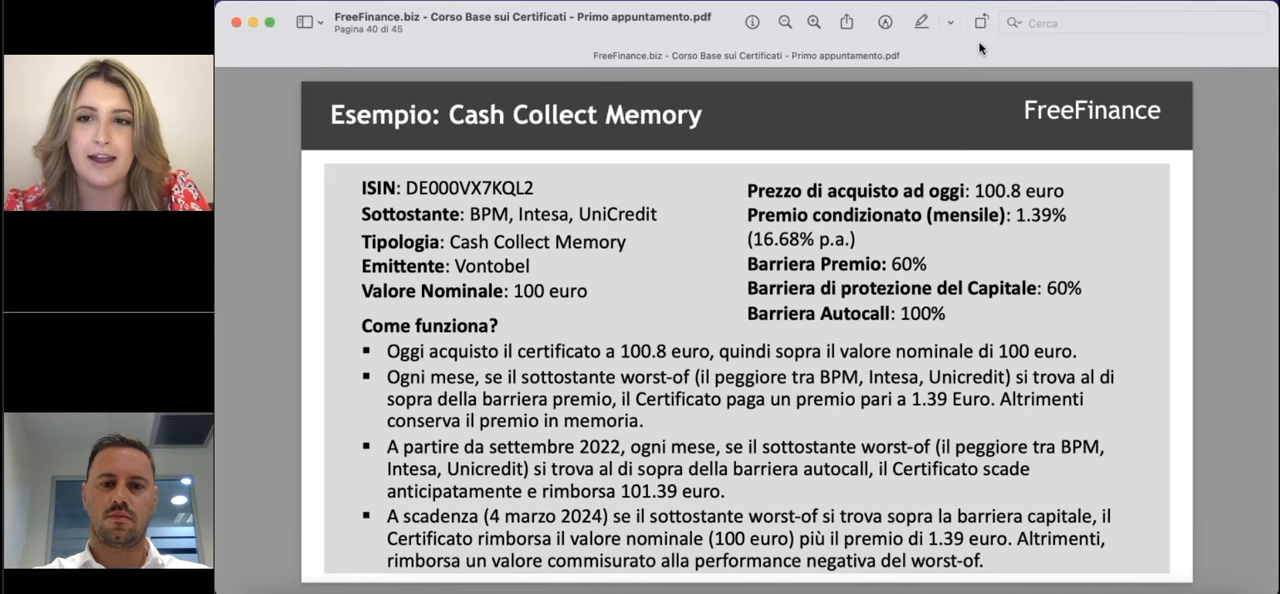 FreeFinance.biz - Corso Base sui Certificati - Primo appuntamento.pdf
Pagina 40 di 45
Cerca
FreeFinance.biz - Corso Base sui Certificati - Primo appuntamento.pdf
Esempio: Cash Collect Memory
FreeFinance
ISIN: DE000VX7KQL2
Sottostante: BPM, Intesa, UniCredit
Tipologia: Cash Collect Memory
Emittente: Vontobel
Valore Nominale: 100 euro
Prezzo di acquisto ad oggi: 100.8 euro
Premio condizionato (mensile): 1.39%
(16.68% p.a.)
Barriera Premio: 60%
Barriera di protezione del Capitale: 60%
Barriera Autocall: 100%
Come funziona?
▪ Oggi acquisto il certificato a 100.8 euro, quindi sopra il valore nominale di 100 euro.
▪ Ogni mese, se il sottostante worst-of (il peggiore tra BPM, Intesa, Unicredit) si trova al di
sopra della barriera premio, il Certificato paga un premio pari a 1.39 Euro. Altrimenti
conserva il premio in memoria.
▪ A partire da settembre 2022, ogni mese, se il sottostante worst-of (il peggiore tra BPM,
Intesa, Unicredit) si trova al di sopra della barriera autocall, il Certificato scade
anticipatamente e rimborsa 101.39 euro.
▪ A scadenza (4 marzo 2024) se il sottostante worst-of si trova sopra la barriera capitale, il
Certificato rimborsa il valore nominale (100 euro) più il premio di 1.39 euro. Altrimenti,
rimborsa un valore commisurato alla performance negativa del worst-of.